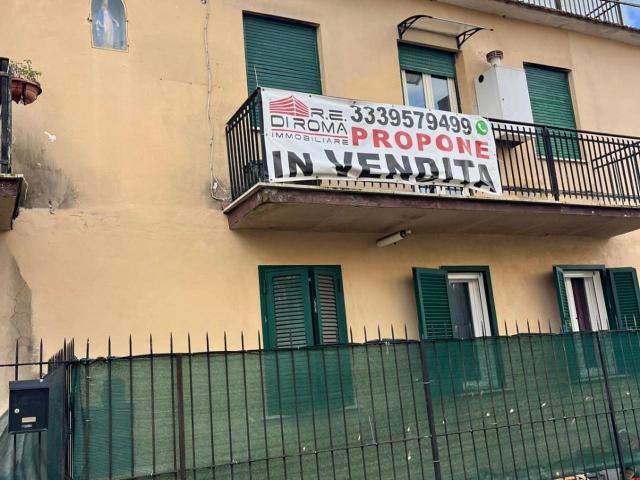 R.E.
DI ROMA
IMMOBILIARE
3339579499
PROPONE
IN VENDITA